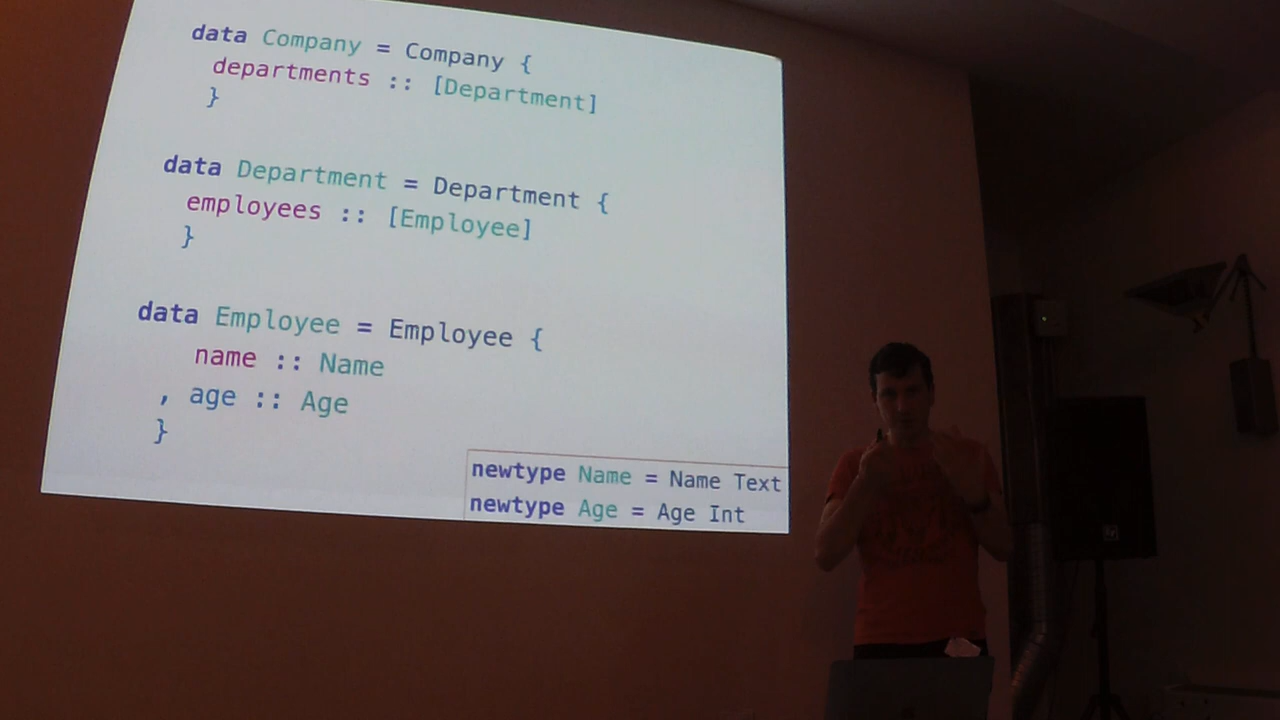 data Company = Company {
departments :: [Department]
}
data Department = Department {
employees :: [Employee]
}
data Employee = Employee {
name :: Name
, age :: Age
}
newtype Name = Name Text
newtype Age = Age Int